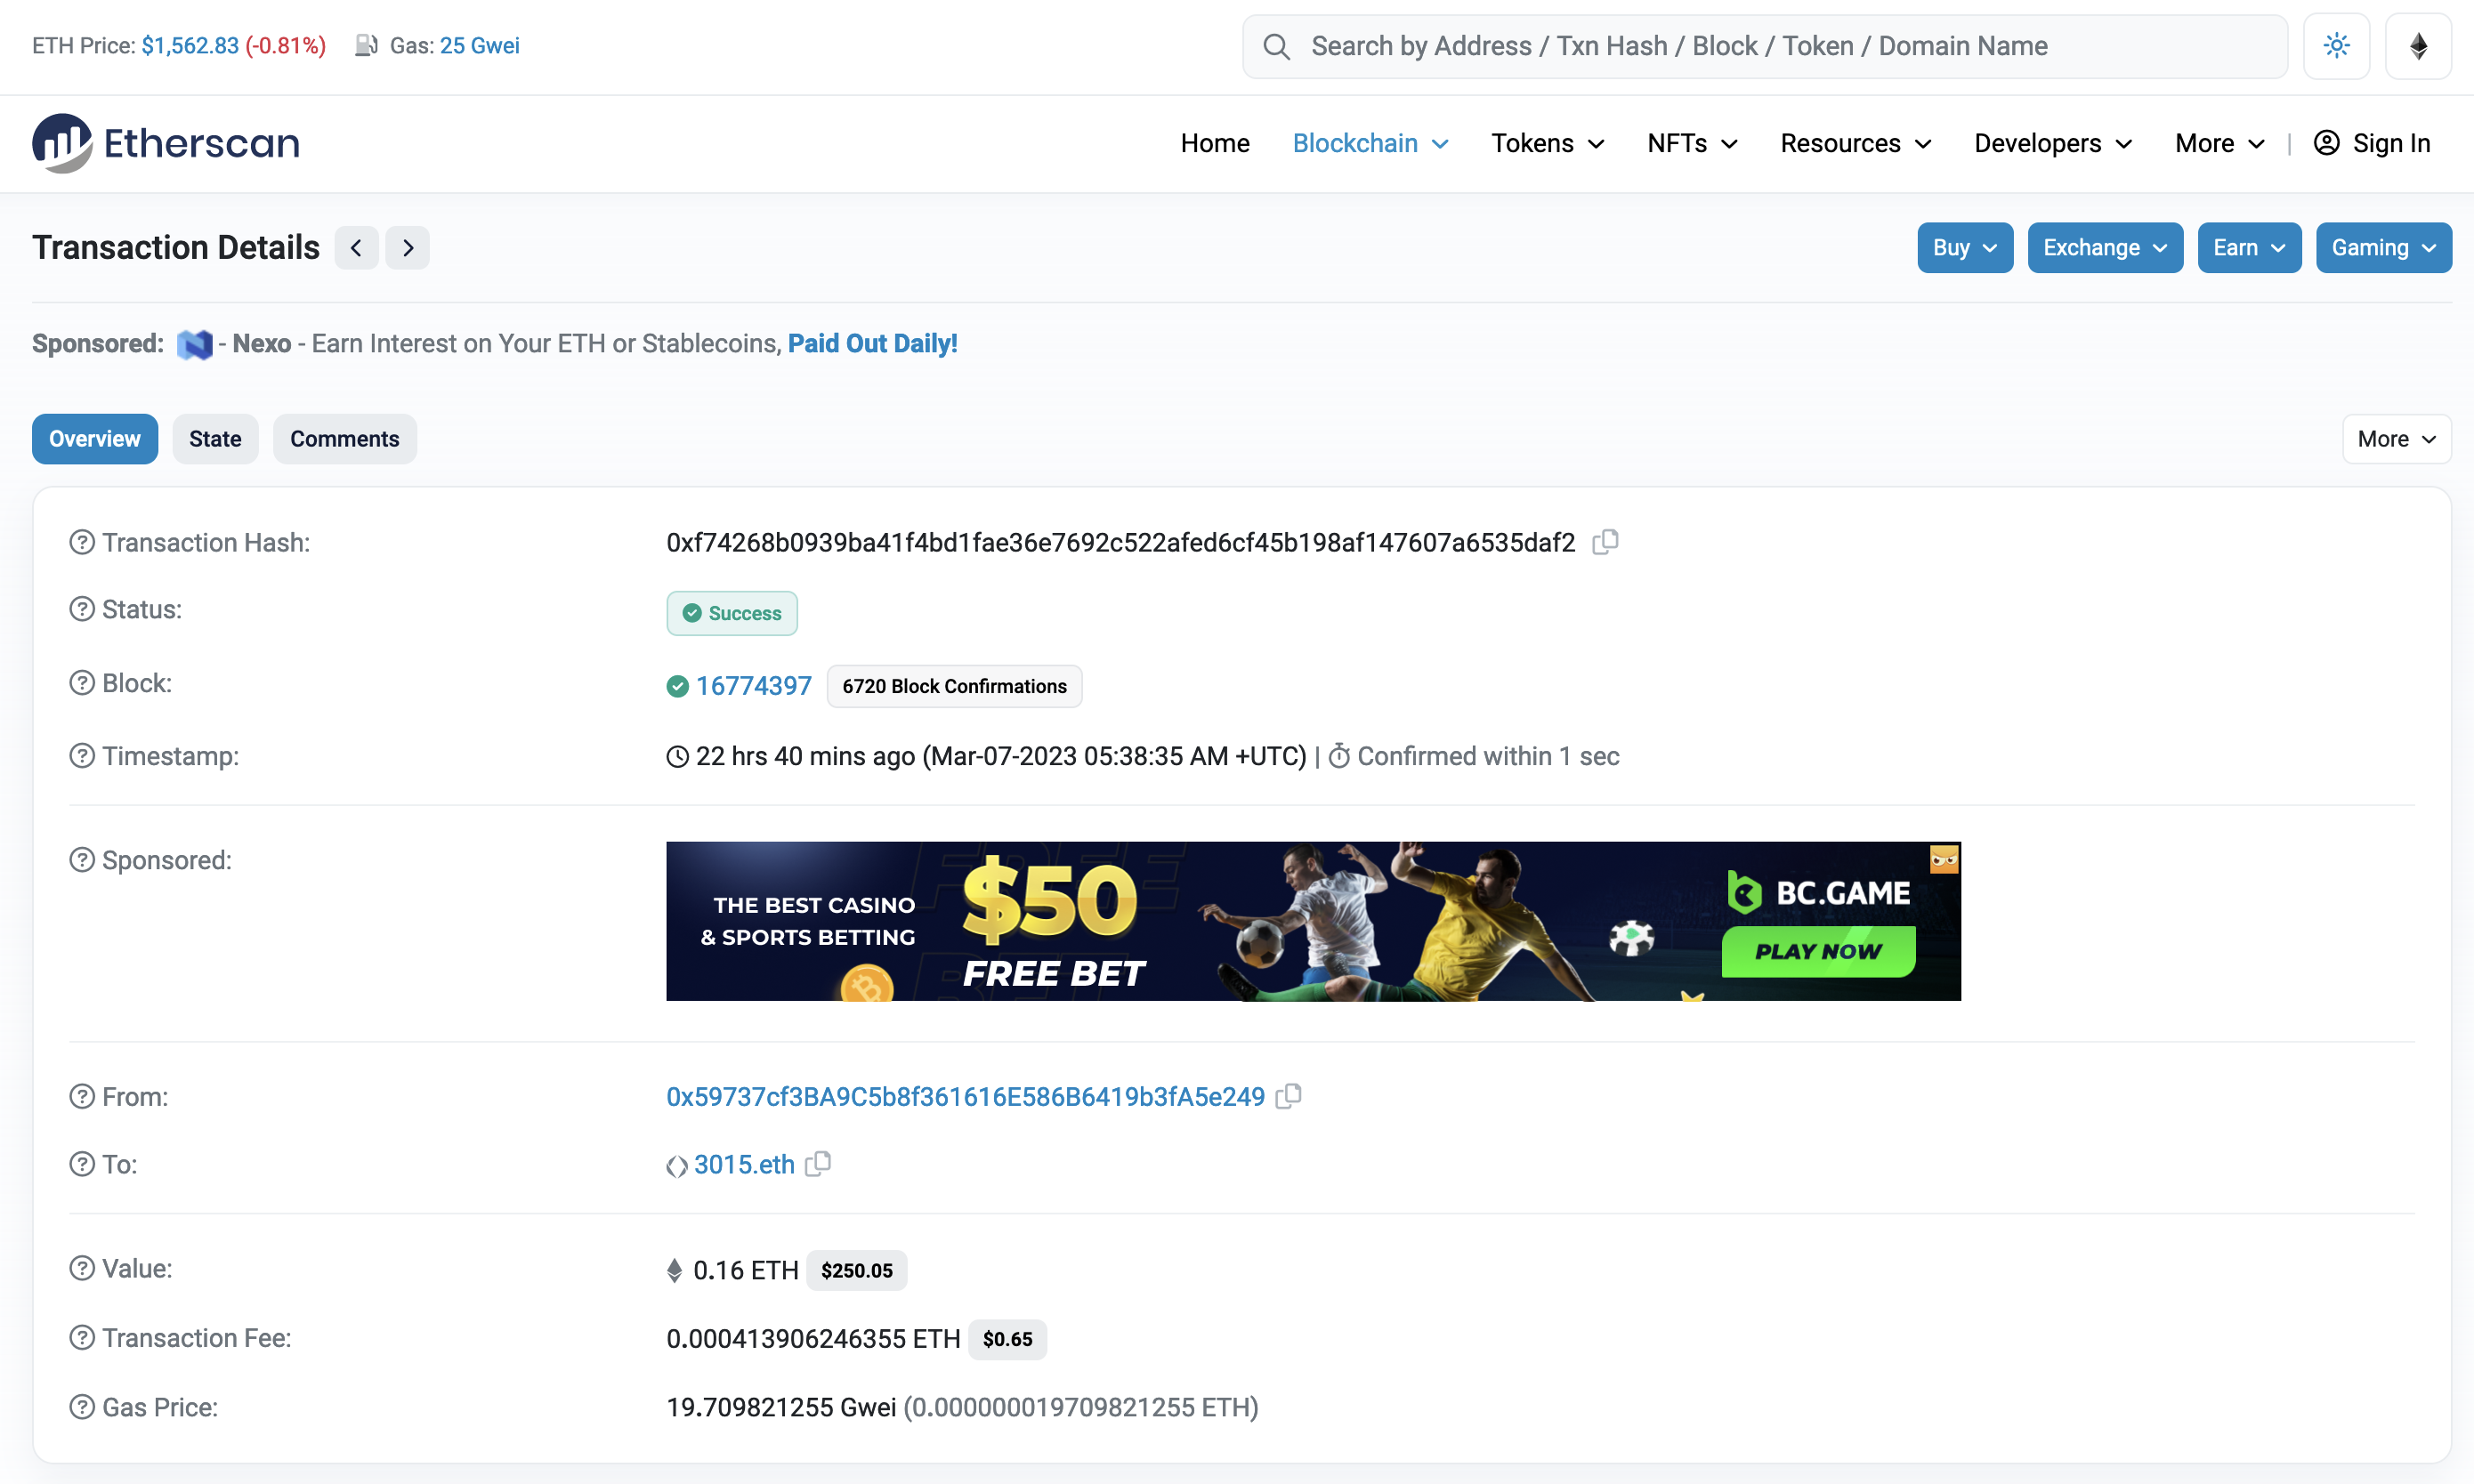 ETH Price: $1,562.83 (-0.81%) Gas: 25 Gwei
Search by Address / Txn Hash / Block / Token / Domain Name
Etherscan
Home Blockchain Tokens NFTs Resources Developers More | Sign In
Transaction Details
Buy Exchange Earn Gaming
Sponsored: - Nexo - Earn Interest on Your ETH or Stablecoins, Paid Out Daily!
Overview State Comments
More
Transaction Hash: 0xf74268b0939ba41f4bd1fae36e7692c522afed6cf45b198af147607a6535daf2
Status: Success
Block: 16774397 6720 Block Confirmations
Timestamp: 22 hrs 40 mins ago (Mar-07-2023 05:38:35 AM +UTC) | Confirmed within 1 sec
Sponsored:
THE BEST CASINO
& SPORTS BETTING
$50
FREE BET
FREE
BET
BC.GAME
PLAY NOW
From: 0x59737cf3BA9C5b8f361616E586B6419b3fA5e249
To: 3015.eth
Value: 0.16 ETH $250.05
Transaction Fee: 0.000413906246355 ETH $0.65
Gas Price: 19.709821255 Gwei (0.000000019709821255 ETH)